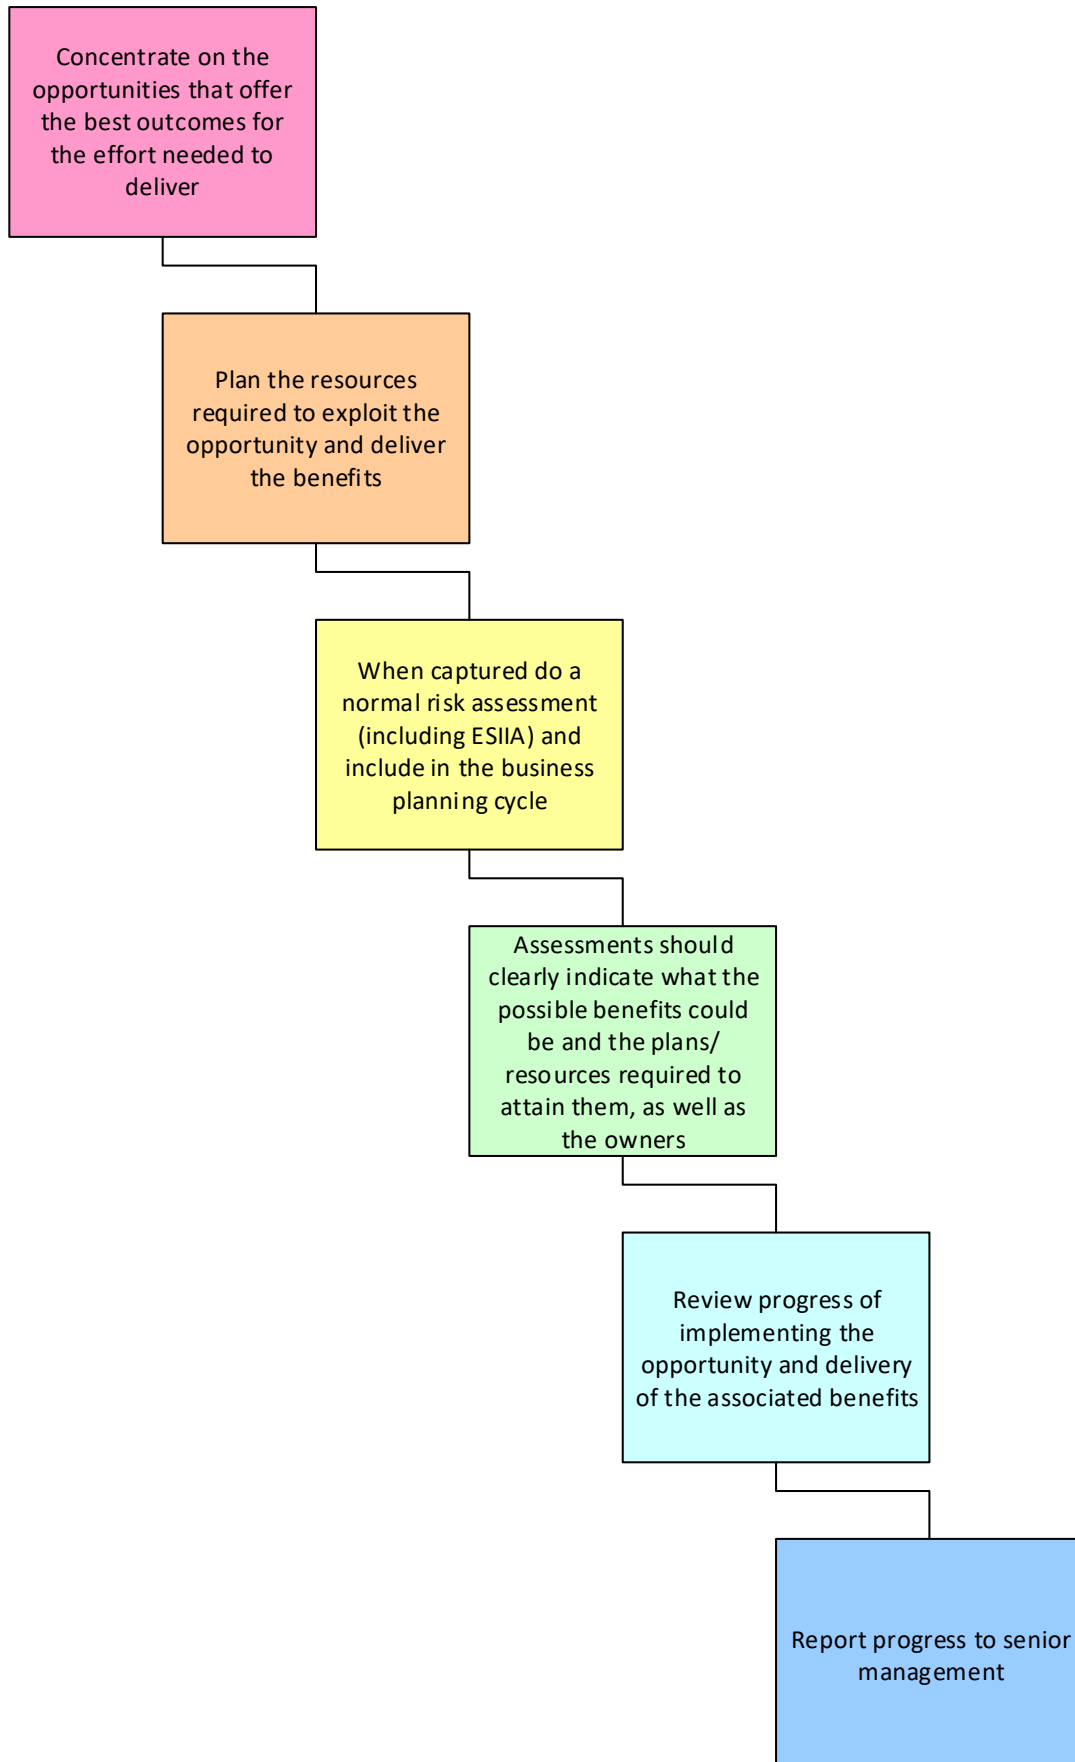 Concentrate on the
opportunities that offer
the best outcomes for
the effort needed to
deliver
Plan the resources
required to exploit the
opportunity and deliver
the benefits
When captured do a
normal risk assessment
(including ESIIA) and
include in the business
planning cycle
Assessments should
clearly indicate what the
possible benefits could
be and the plans/
resources required to
attain them, as well as
the owners
Review progress of
implementing the
opportunity and delivery
of the associated benefits
Report progress to senior
management